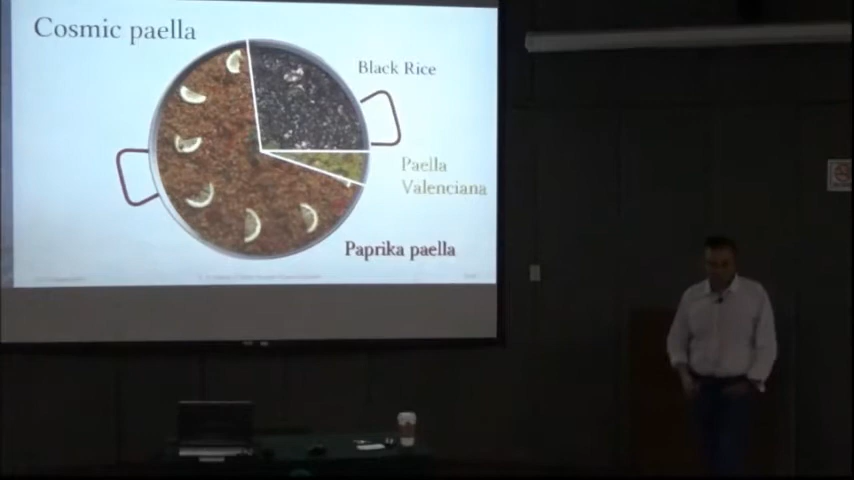 Cosmic paella
Black Rice
Paella
Valenciana
Paprika paella